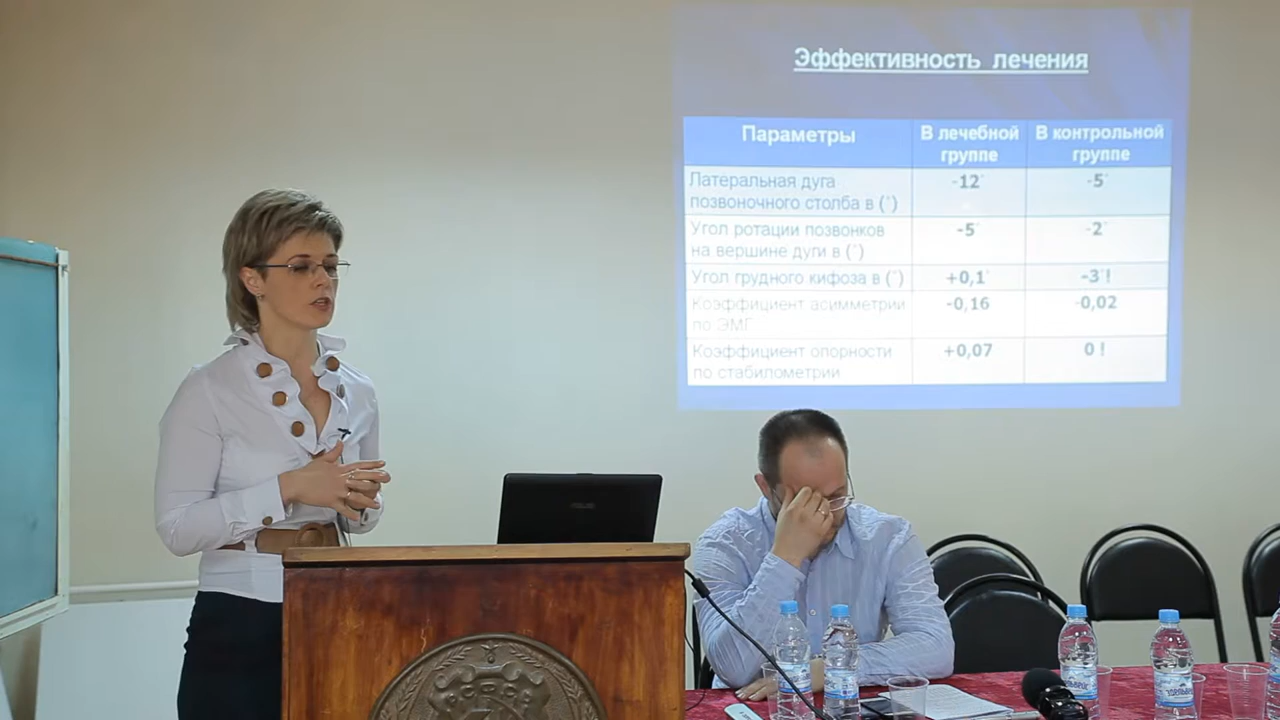 Эффективность лечения
Параметры
В лечебной
группе
В контрольной
группе
Латеральная дуга
позвоночного столба в (°)
-12°
-5°
Угол ротации позвонков
на вершине дуги в (°)
-5°
-2°
Угол грудного кифоза в (°)
+0,1°
-3°!
Коэффициент асимметрии
по ЭМГ
-0,16
-0,02
Коэффициент опорности
по стабилометрии
+0,07
0 !
ASUS